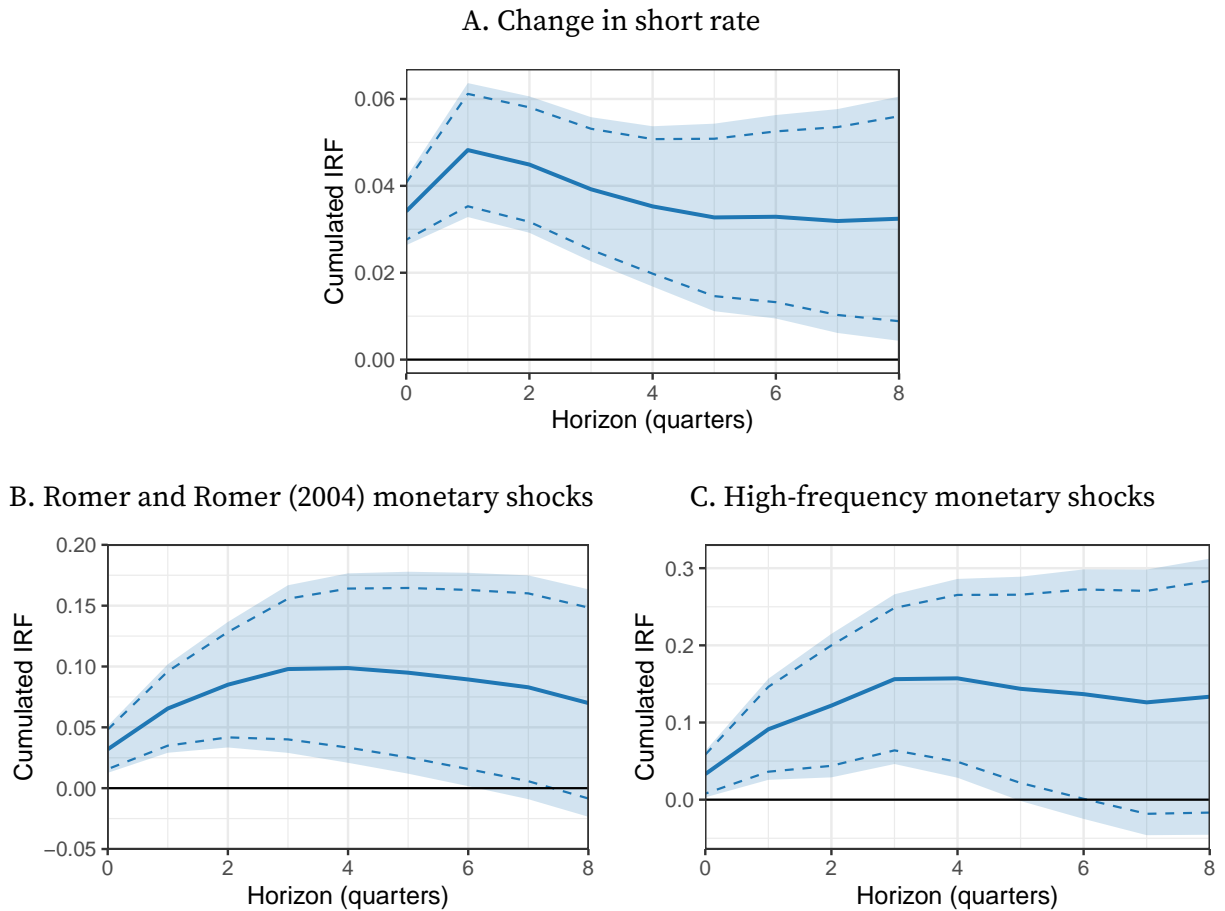 A. Change in short rate
0.06
0.04
0.02
0.00
Cumulated IRF
0 2 4 6 8
Horizon (quarters)
B. Romer and Romer (2004) monetary shocks
0.20
0.15
0.10
0.05
0.00
−0.05
Cumulated IRF
0 2 4 6 8
Horizon (quarters)
C. High-frequency monetary shocks
0.3
0.2
0.1
0.0
Cumulated IRF
0 2 4 6 8
Horizon (quarters)